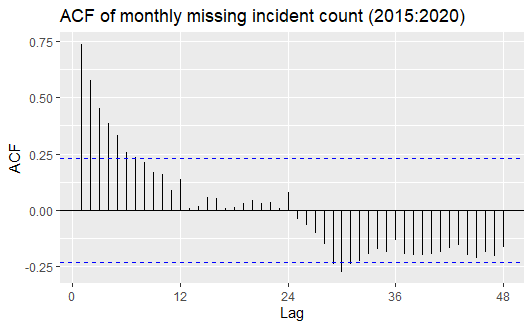 ACF of monthly missing incident count (2015:2020)
0.75
0.50
0.25
0.00
-0.25
ACF
0 12 24 36 48
Lag